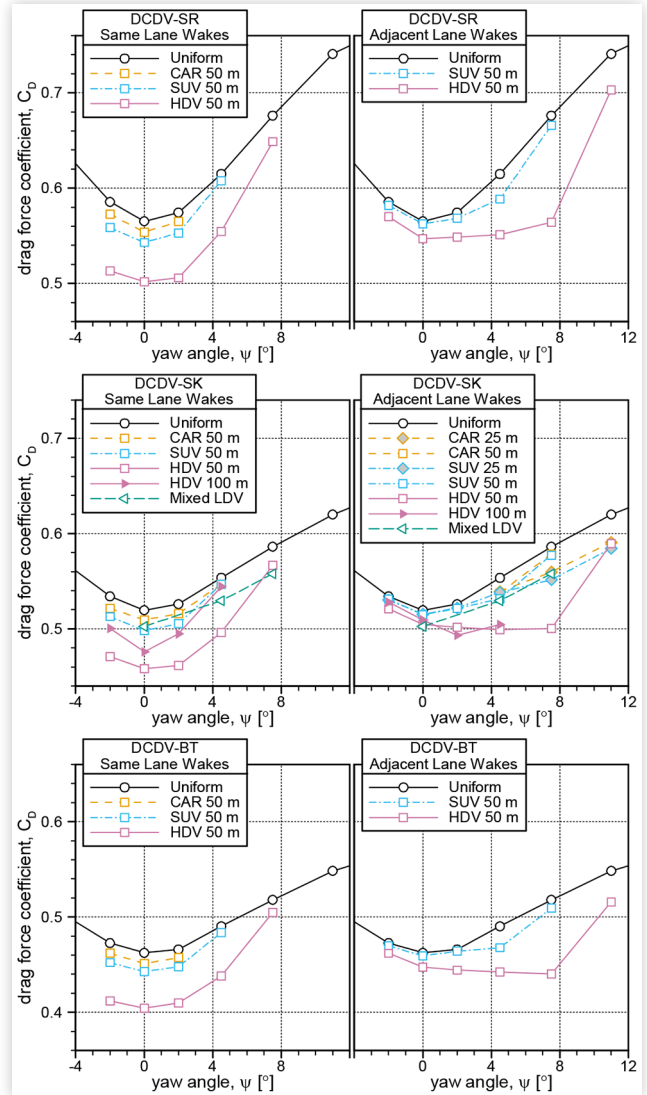 DCDV-SR
Same Lane Wakes
Uniform
CAR 50 m
SUV 50 m
HDV 50 m
drag force coefficient, C_D
0.7
0.6
0.5
-4 0 4 8
yaw angle, ψ [°]
DCDV-SR
Adjacent Lane Wakes
Uniform
SUV 50 m
HDV 50 m
0 4 8 12
yaw angle, ψ [°]
DCDV-SK
Same Lane Wakes
Uniform
CAR 50 m
SUV 50 m
HDV 50 m
HDV 100 m
Mixed LDV
drag force coefficient, C_D
0.7
0.6
0.5
-4 0 4 8
yaw angle, ψ [°]
DCDV-SK
Adjacent Lane Wakes
Uniform
CAR 25 m
CAR 50 m
SUV 25 m
SUV 50 m
HDV 50 m
HDV 100 m
Mixed LDV
0 4 8 12
yaw angle, ψ [°]
DCDV-BT
Same Lane Wakes
Uniform
CAR 50 m
SUV 50 m
HDV 50 m
drag force coefficient, C_D
0.6
0.5
0.4
-4 0 4 8
yaw angle, ψ [°]
DCDV-BT
Adjacent Lane Wakes
Uniform
SUV 50 m
HDV 50 m
0 4 8 12
yaw angle, ψ [°]